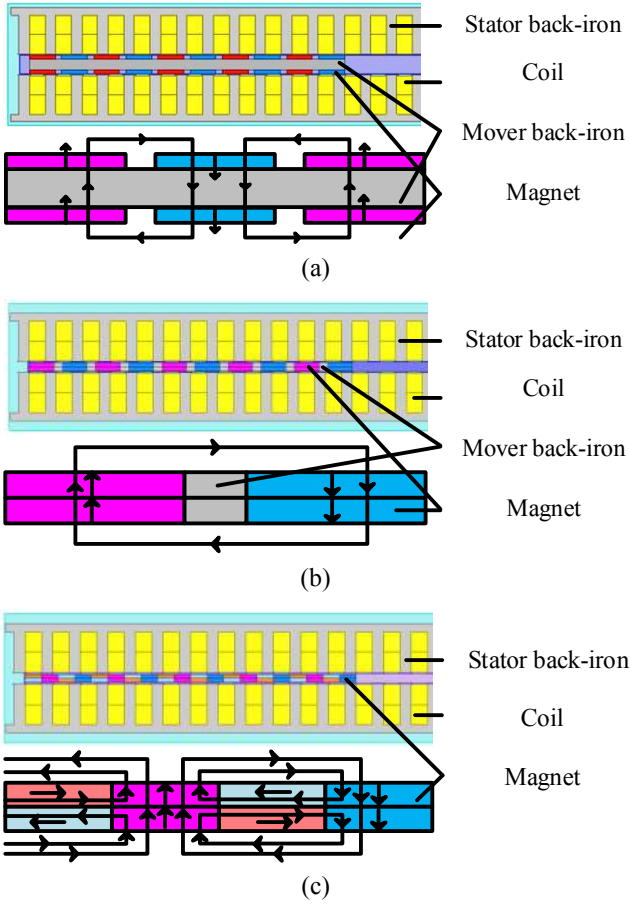 (a)
Stator back-iron
Coil
Mover back-iron
Magnet
(a)
(b)
Stator back-iron
Coil
Mover back-iron
Magnet
(b)
(c)
Stator back-iron
Coil
Magnet
(c)